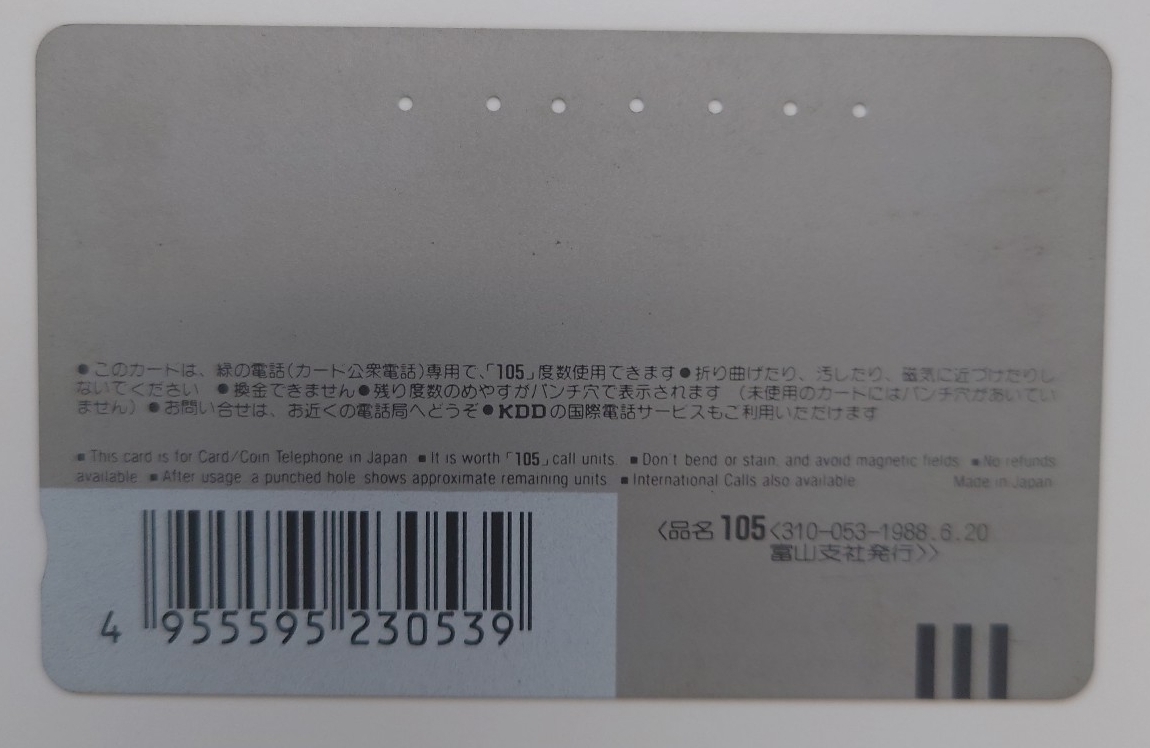 ●このカードは、緑の電話(カード公衆電話)専用で、「105」度数使用できます●折り曲げたり、汚したり、磁気に近づけたりし
ないでください ●換金できません●残り度数のめやすがパンチ穴で表示されます (未使用のカードにはパンチ穴があいてい
ません) ●お問い合せは、お近くの電話局へどうぞ●KDDの国際電話サービスもご利用いただけます
■This card is for Card/Coin Telephone in Japan ■It is worth「105」call units. ■Don't bend or stain, and avoid magnetic fields. ■No refunds
available ■After usage, a punched hole shows approximate remaining units. ■International Calls also available. Made in Japan
〈品名 105〈310-053-1988.6.20
富山支社発行〉〉
4 955595 230539